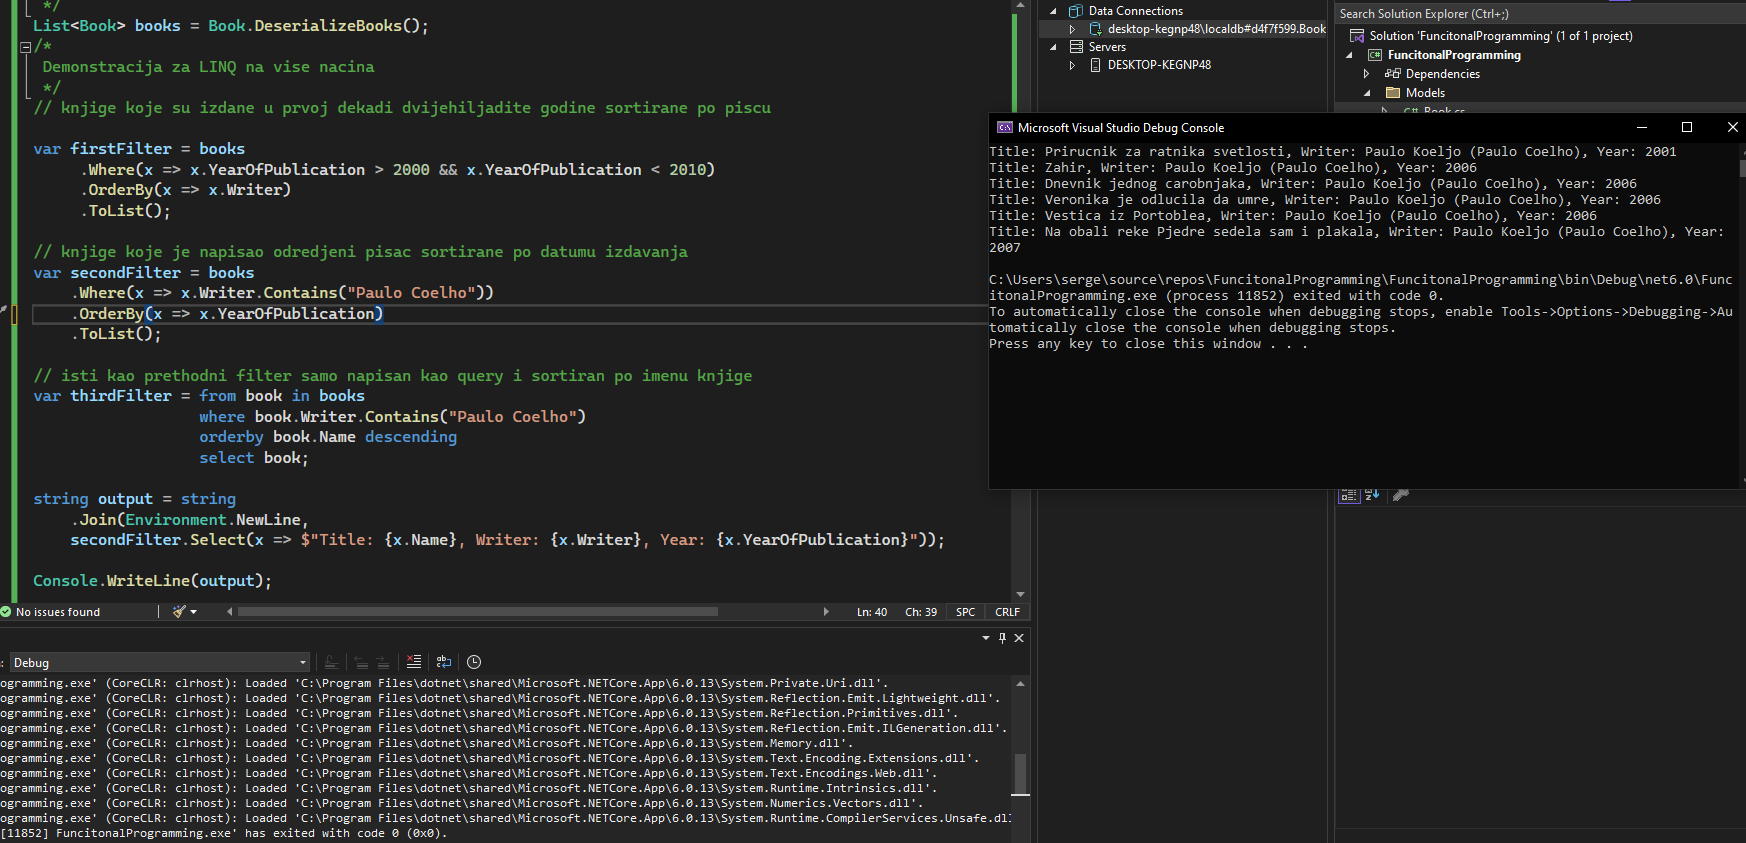 */
List<Book> books = Book.DeserializeBooks();
/*
Demonstracija za LINQ na vise nacina
*/
// knjige koje su izdane u prvoj dekadi dvijehiljadite godine sortirane po piscu
var firstFilter = books
.Where(x => x.YearOfPublication > 2000 && x.YearOfPublication < 2010)
.OrderBy(x => x.Writer)
.ToList();
// knjige koje je napisao odredjeni pisac sortirane po datumu izdavanja
var secondFilter = books
.Where(x => x.Writer.Contains("Paulo Coelho"))
.OrderBy(x => x.YearOfPublication)
.ToList();
// isti kao prethodni filter samo napisan kao query i sortiran po imenu knjige
var thirdFilter = from book in books
where book.Writer.Contains("Paulo Coelho")
orderby book.Name descending
select book;
string output = string
.Join(Environment.NewLine,
secondFilter.Select(x => $"Title: {x.Name}, Writer: {x.Writer}, Year: {x.YearOfPublication}"));
Console.WriteLine(output);
No issues found
Ln: 40 Ch: 39 SPC CRLF
: Debug
ogramming.exe' (CoreCLR: clrhost): Loaded 'C:\Program Files\dotnet\shared\Microsoft.NETCore.App\6.0.13\System.Private.Uri.dll'.
ogramming.exe' (CoreCLR: clrhost): Loaded 'C:\Program Files\dotnet\shared\Microsoft.NETCore.App\6.0.13\System.Reflection.Emit.Lightweight.dll'.
ogramming.exe' (CoreCLR: clrhost): Loaded 'C:\Program Files\dotnet\shared\Microsoft.NETCore.App\6.0.13\System.Reflection.Primitives.dll'.
ogramming.exe' (CoreCLR: clrhost): Loaded 'C:\Program Files\dotnet\shared\Microsoft.NETCore.App\6.0.13\System.Reflection.Emit.ILGeneration.dll'.
ogramming.exe' (CoreCLR: clrhost): Loaded 'C:\Program Files\dotnet\shared\Microsoft.NETCore.App\6.0.13\System.Memory.dll'.
ogramming.exe' (CoreCLR: clrhost): Loaded 'C:\Program Files\dotnet\shared\Microsoft.NETCore.App\6.0.13\System.Text.Encoding.Extensions.dll'.
ogramming.exe' (CoreCLR: clrhost): Loaded 'C:\Program Files\dotnet\shared\Microsoft.NETCore.App\6.0.13\System.Text.Encodings.Web.dll'.
ogramming.exe' (CoreCLR: clrhost): Loaded 'C:\Program Files\dotnet\shared\Microsoft.NETCore.App\6.0.13\System.Runtime.Intrinsics.dll'.
ogramming.exe' (CoreCLR: clrhost): Loaded 'C:\Program Files\dotnet\shared\Microsoft.NETCore.App\6.0.13\System.Numerics.Vectors.dll'.
ogramming.exe' (CoreCLR: clrhost): Loaded 'C:\Program Files\dotnet\shared\Microsoft.NETCore.App\6.0.13\System.Runtime.CompilerServices.Unsafe.dll
[11852] FuncitonalProgramming.exe' has exited with code 0 (0x0).
Data Connections
desktop-kegnp48\localdb#d4f7f599.Book
Servers
DESKTOP-KEGNP48
Search Solution Explorer (Ctrl+;)
Solution 'FuncitonalProgramming' (1 of 1 project)
C# FuncitonalProgramming
Dependencies
Models
C# Book.cs
Microsoft Visual Studio Debug Console
Title: Prirucnik za ratnika svetlosti, Writer: Paulo Koeljo (Paulo Coelho), Year: 2001
Title: Zahir, Writer: Paulo Koeljo (Paulo Coelho), Year: 2006
Title: Dnevnik jednog carobnjaka, Writer: Paulo Koeljo (Paulo Coelho), Year: 2006
Title: Veronika je odlucila da umre, Writer: Paulo Koeljo (Paulo Coelho), Year: 2006
Title: Vestica iz Portoblea, Writer: Paulo Koeljo (Paulo Coelho), Year: 2006
Title: Na obali reke Pjedre sedela sam i plakala, Writer: Paulo Koeljo (Paulo Coelho), Year:
2007
C:\Users\serge\source\repos\FuncitonalProgramming\FuncitonalProgramming\bin\Debug\net6.0\Func
itonalProgramming.exe (process 11852) exited with code 0.
To automatically close the console when debugging stops, enable Tools->Options->Debugging->Au
tomatically close the console when debugging stops.
Press any key to close this window . . .